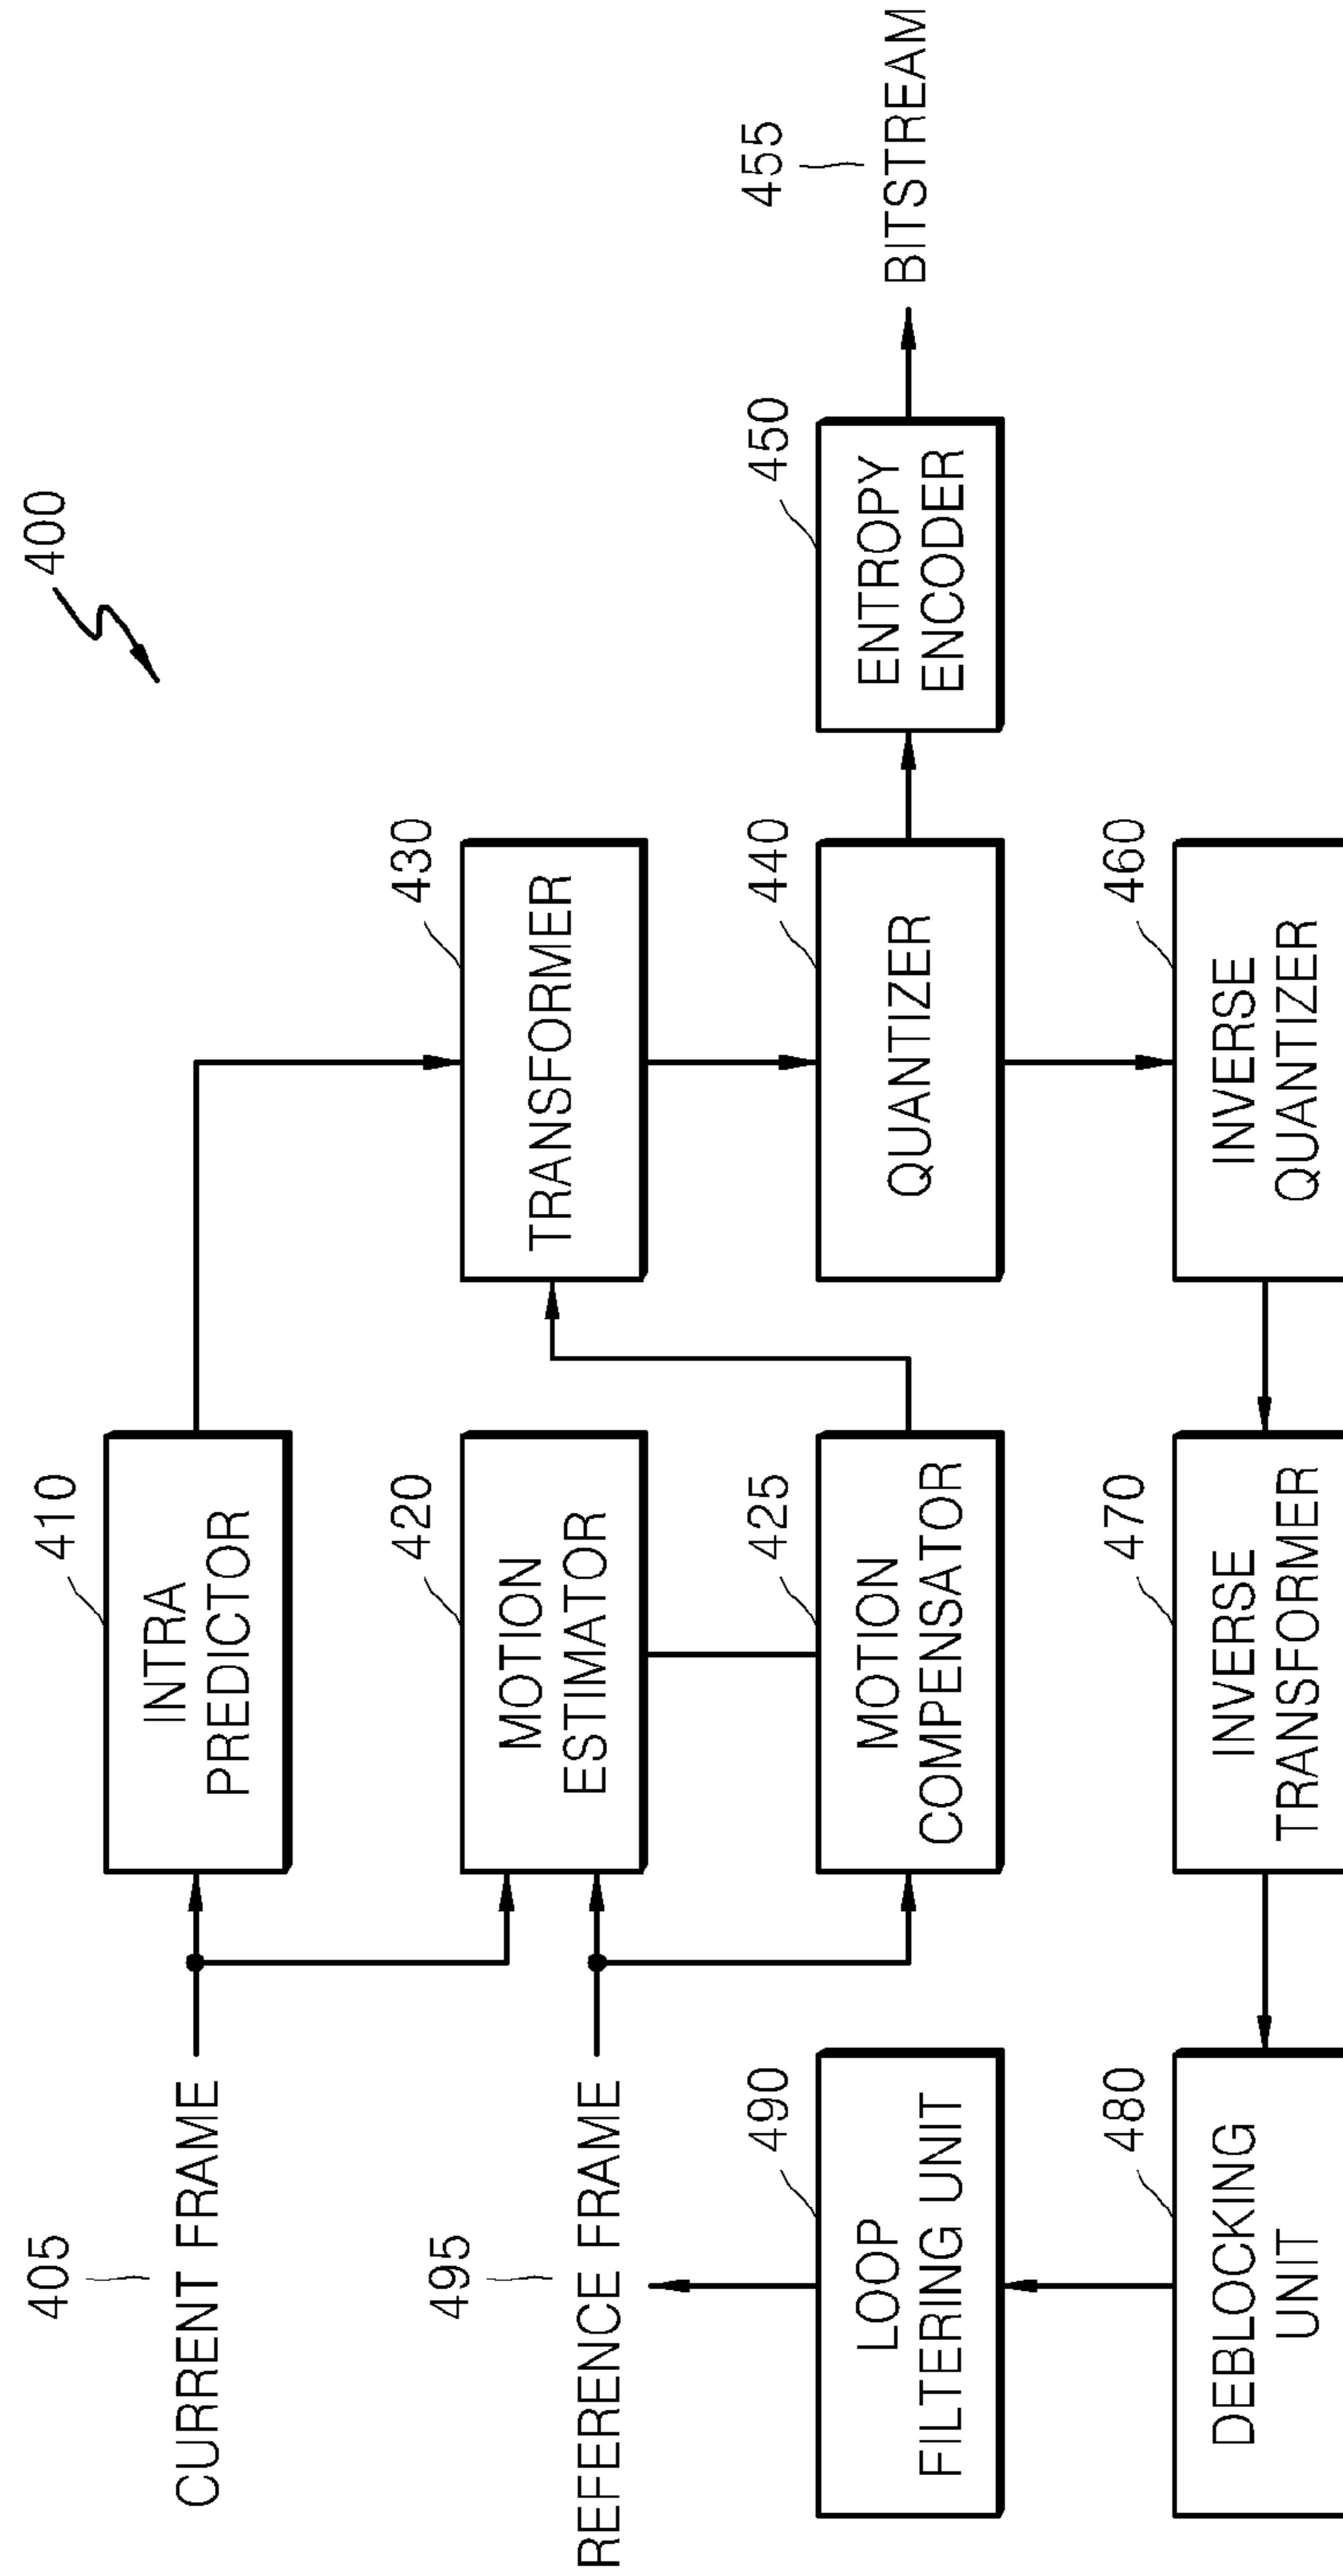 400
405
CURRENT FRAME
410
INTRA
PREDICTOR
495
REFERENCE FRAME
420
MOTION
ESTIMATOR
430
TRANSFORMER
490
LOOP
FILTERING UNIT
425
MOTION
COMPENSATOR
440
QUANTIZER
450
ENTROPY
ENCODER
455
BITSTREAM
480
DEBLOCKING
UNIT
470
INVERSE
TRANSFORMER
460
INVERSE
QUANTIZER